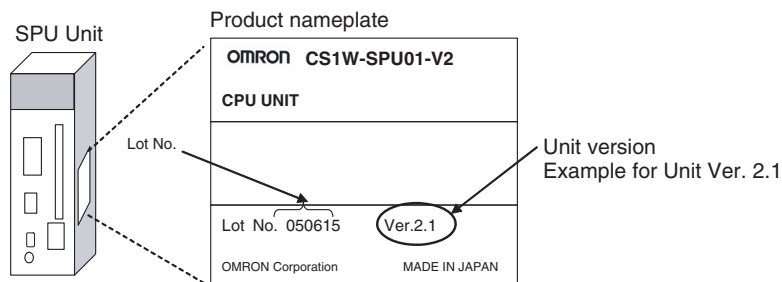 Product nameplate
SPU Unit
OMRON CS1W-SPU01-V2
CPU UNIT
Lot No.
Unit version
Example for Unit Ver. 2.1
Lot No. 050615 Ver.2.1
OMRON Corporation MADE IN JAPAN